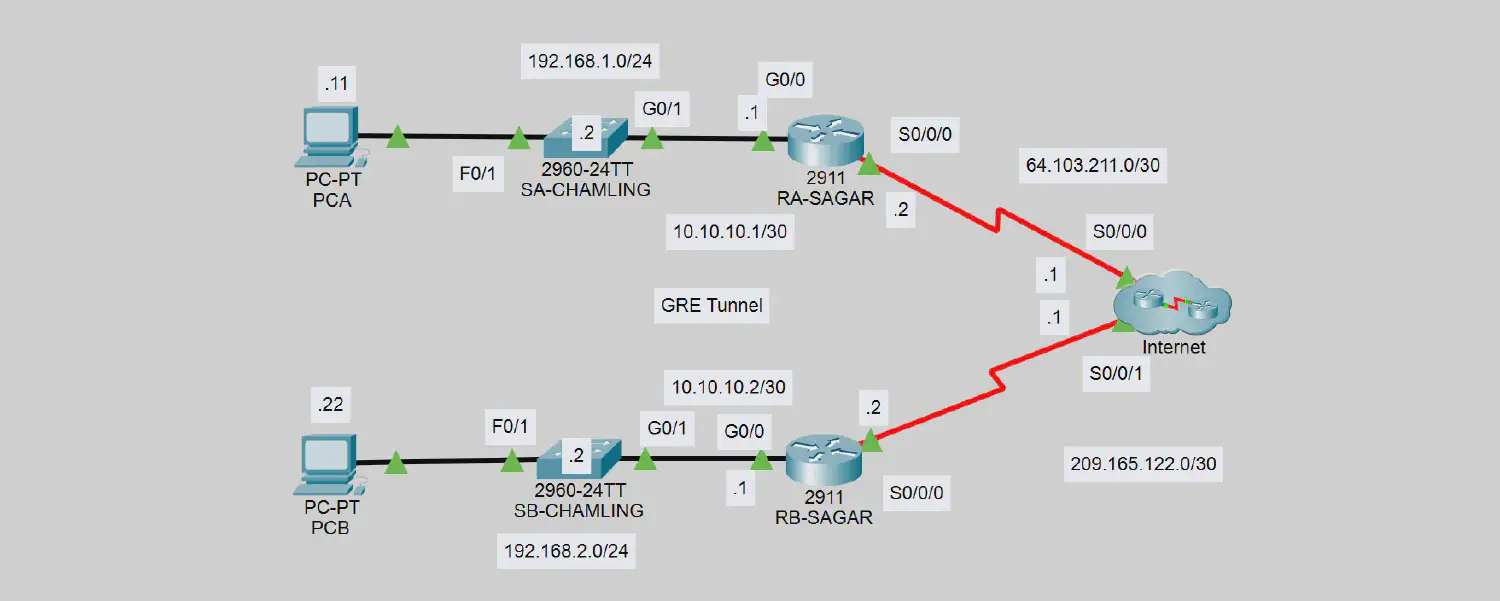 192.168.1.0/24
.11
G0/0
G0/1
.1
.2
S0/0/0
F0/1
PC-PT
PCA
2960-24TT
SA-CHAMLING
2911
RA-SAGAR
64.103.211.0/30
.2
10.10.10.1/30
S0/0/0
.1
GRE Tunnel
.1
Internet
S0/0/1
10.10.10.2/30
.22
.2
F0/1
G0/1
G0/0
.2
209.165.122.0/30
.1
S0/0/0
PC-PT
PCB
2960-24TT
SB-CHAMLING
2911
RB-SAGAR
192.168.2.0/24